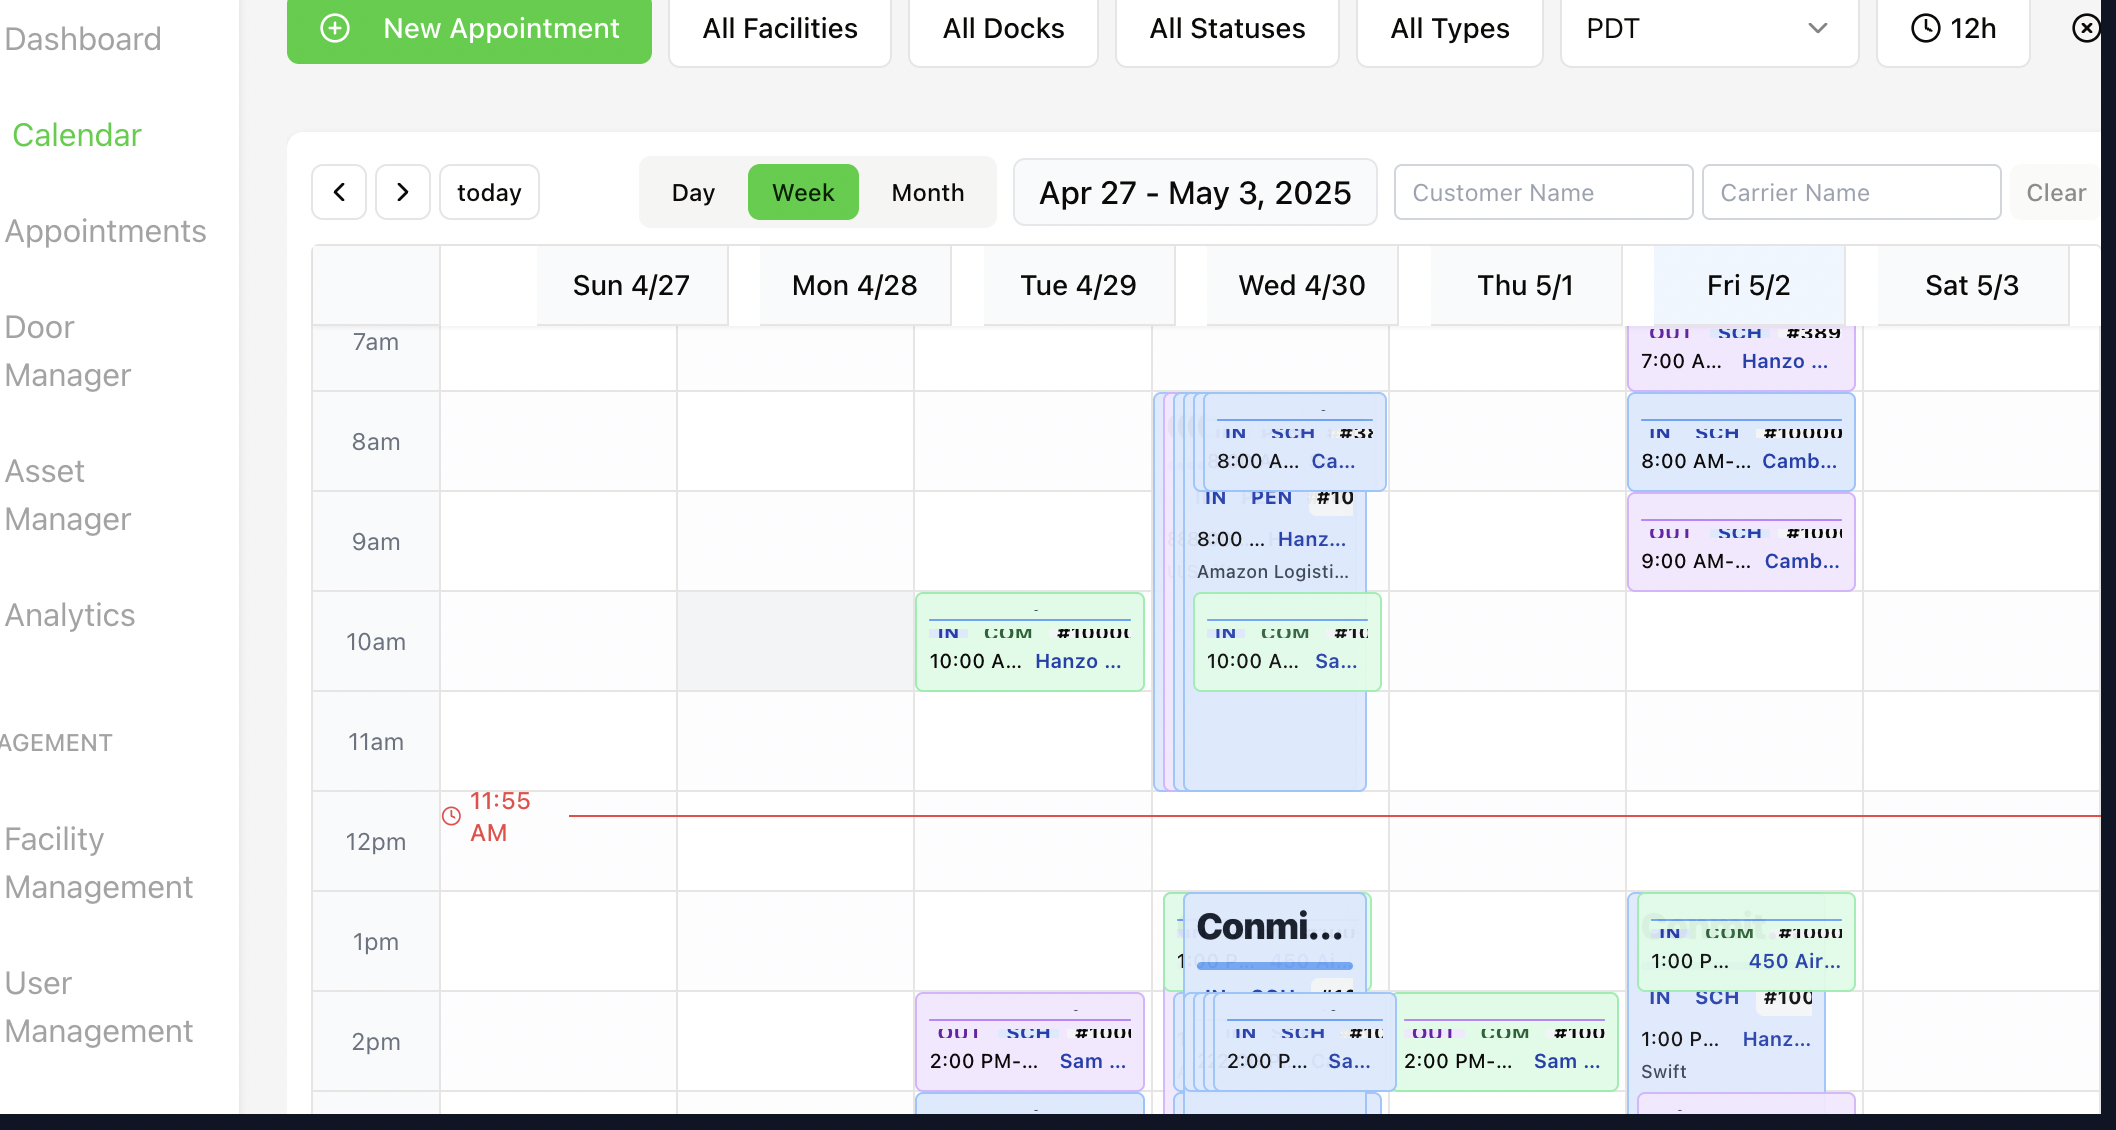 Dashboard
Calendar
Appointments
Door
Manager
Asset
Manager
Analytics
AGEMENT
Facility
Management
User
Management
New Appointment
All Facilities
All Docks
All Statuses
All Types
PDT
12h
today
Day
Week
Month
Apr 27 - May 3, 2025
Customer Name
Carrier Name
Clear
Sun 4/27
Mon 4/28
Tue 4/29
Wed 4/30
Thu 5/1
Fri 5/2
Sat 5/3
7am
8am
9am
10am
11am
12pm
1pm
2pm
11:55
AM
IN COM #1000
10:00 A... Hanzo ...
OUT SCH #100
2:00 PM-... Sam ...
IN SCH #38
8:00 A... Ca...
IN PEN #10
8:00 ... Hanz...
Amazon Logisti...
IN COM #10
10:00 A... Sa...
Conmi...
IN SCH #10
2:00 P... Sa...
OUT COM #100
2:00 PM-... Sam ...
OUT SCH #389
7:00 A... Hanzo ...
IN SCH #10000
8:00 AM-... Camb...
OUT SCH #100
9:00 AM-... Camb...
IN COM #1000
1:00 P... 450 Air...
IN SCH #100
1:00 P... Hanz...
Swift